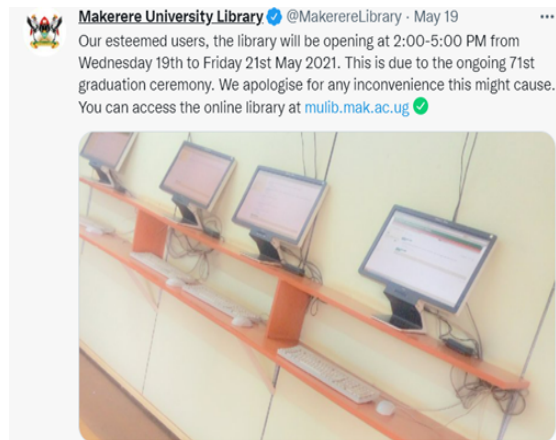 Makerere University Library @MakerereLibrary · May 19 ...
Our esteemed users, the library will be opening at 2:00-5:00 PM from
Wednesday 19th to Friday 21st May 2021. This is due to the ongoing 71st
graduation ceremony. We apologise for any inconvenience this might cause.
You can access the online library at mulib.mak.ac.ug